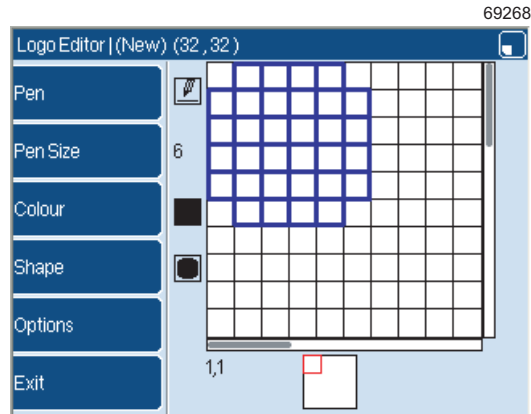 69268
Logo Editor|(New) (32,32)
Pen
Pen Size
6
Colour
Shape
Options
Exit
1,1